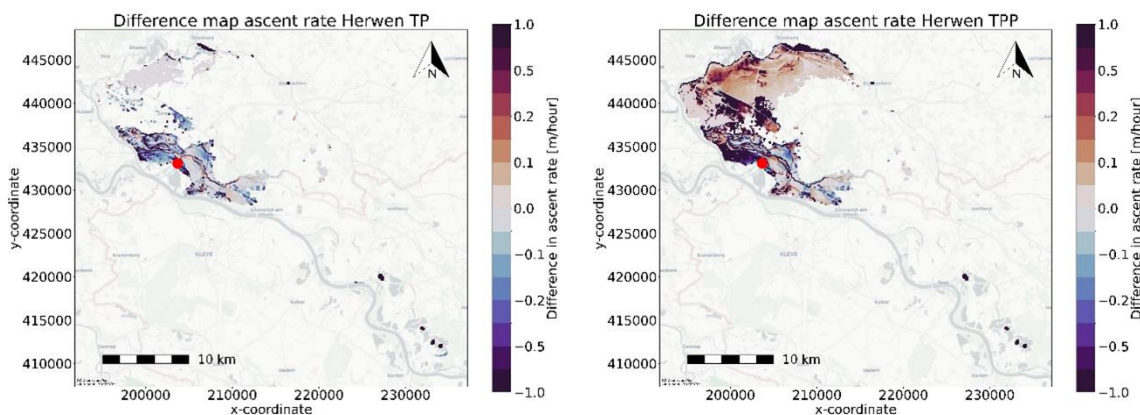 Difference map ascent rate Herwen TP
445000
440000
435000
430000
425000
420000
415000
410000
y-coordinate
200000 210000 220000 230000
x-coordinate
10 km
N
KLEVE
1.0
0.5
0.2
0.1
0.0
−0.1
−0.2
−0.5
−1.0
Difference in ascent rate [m/hour]
Difference map ascent rate Herwen TPP
445000
440000
435000
430000
425000
420000
415000
410000
y-coordinate
200000 210000 220000 230000
x-coordinate
10 km
N
KLEVE
1.0
0.5
0.2
0.1
0.0
−0.1
−0.2
−0.5
−1.0
Difference in ascent rate [m/hour]